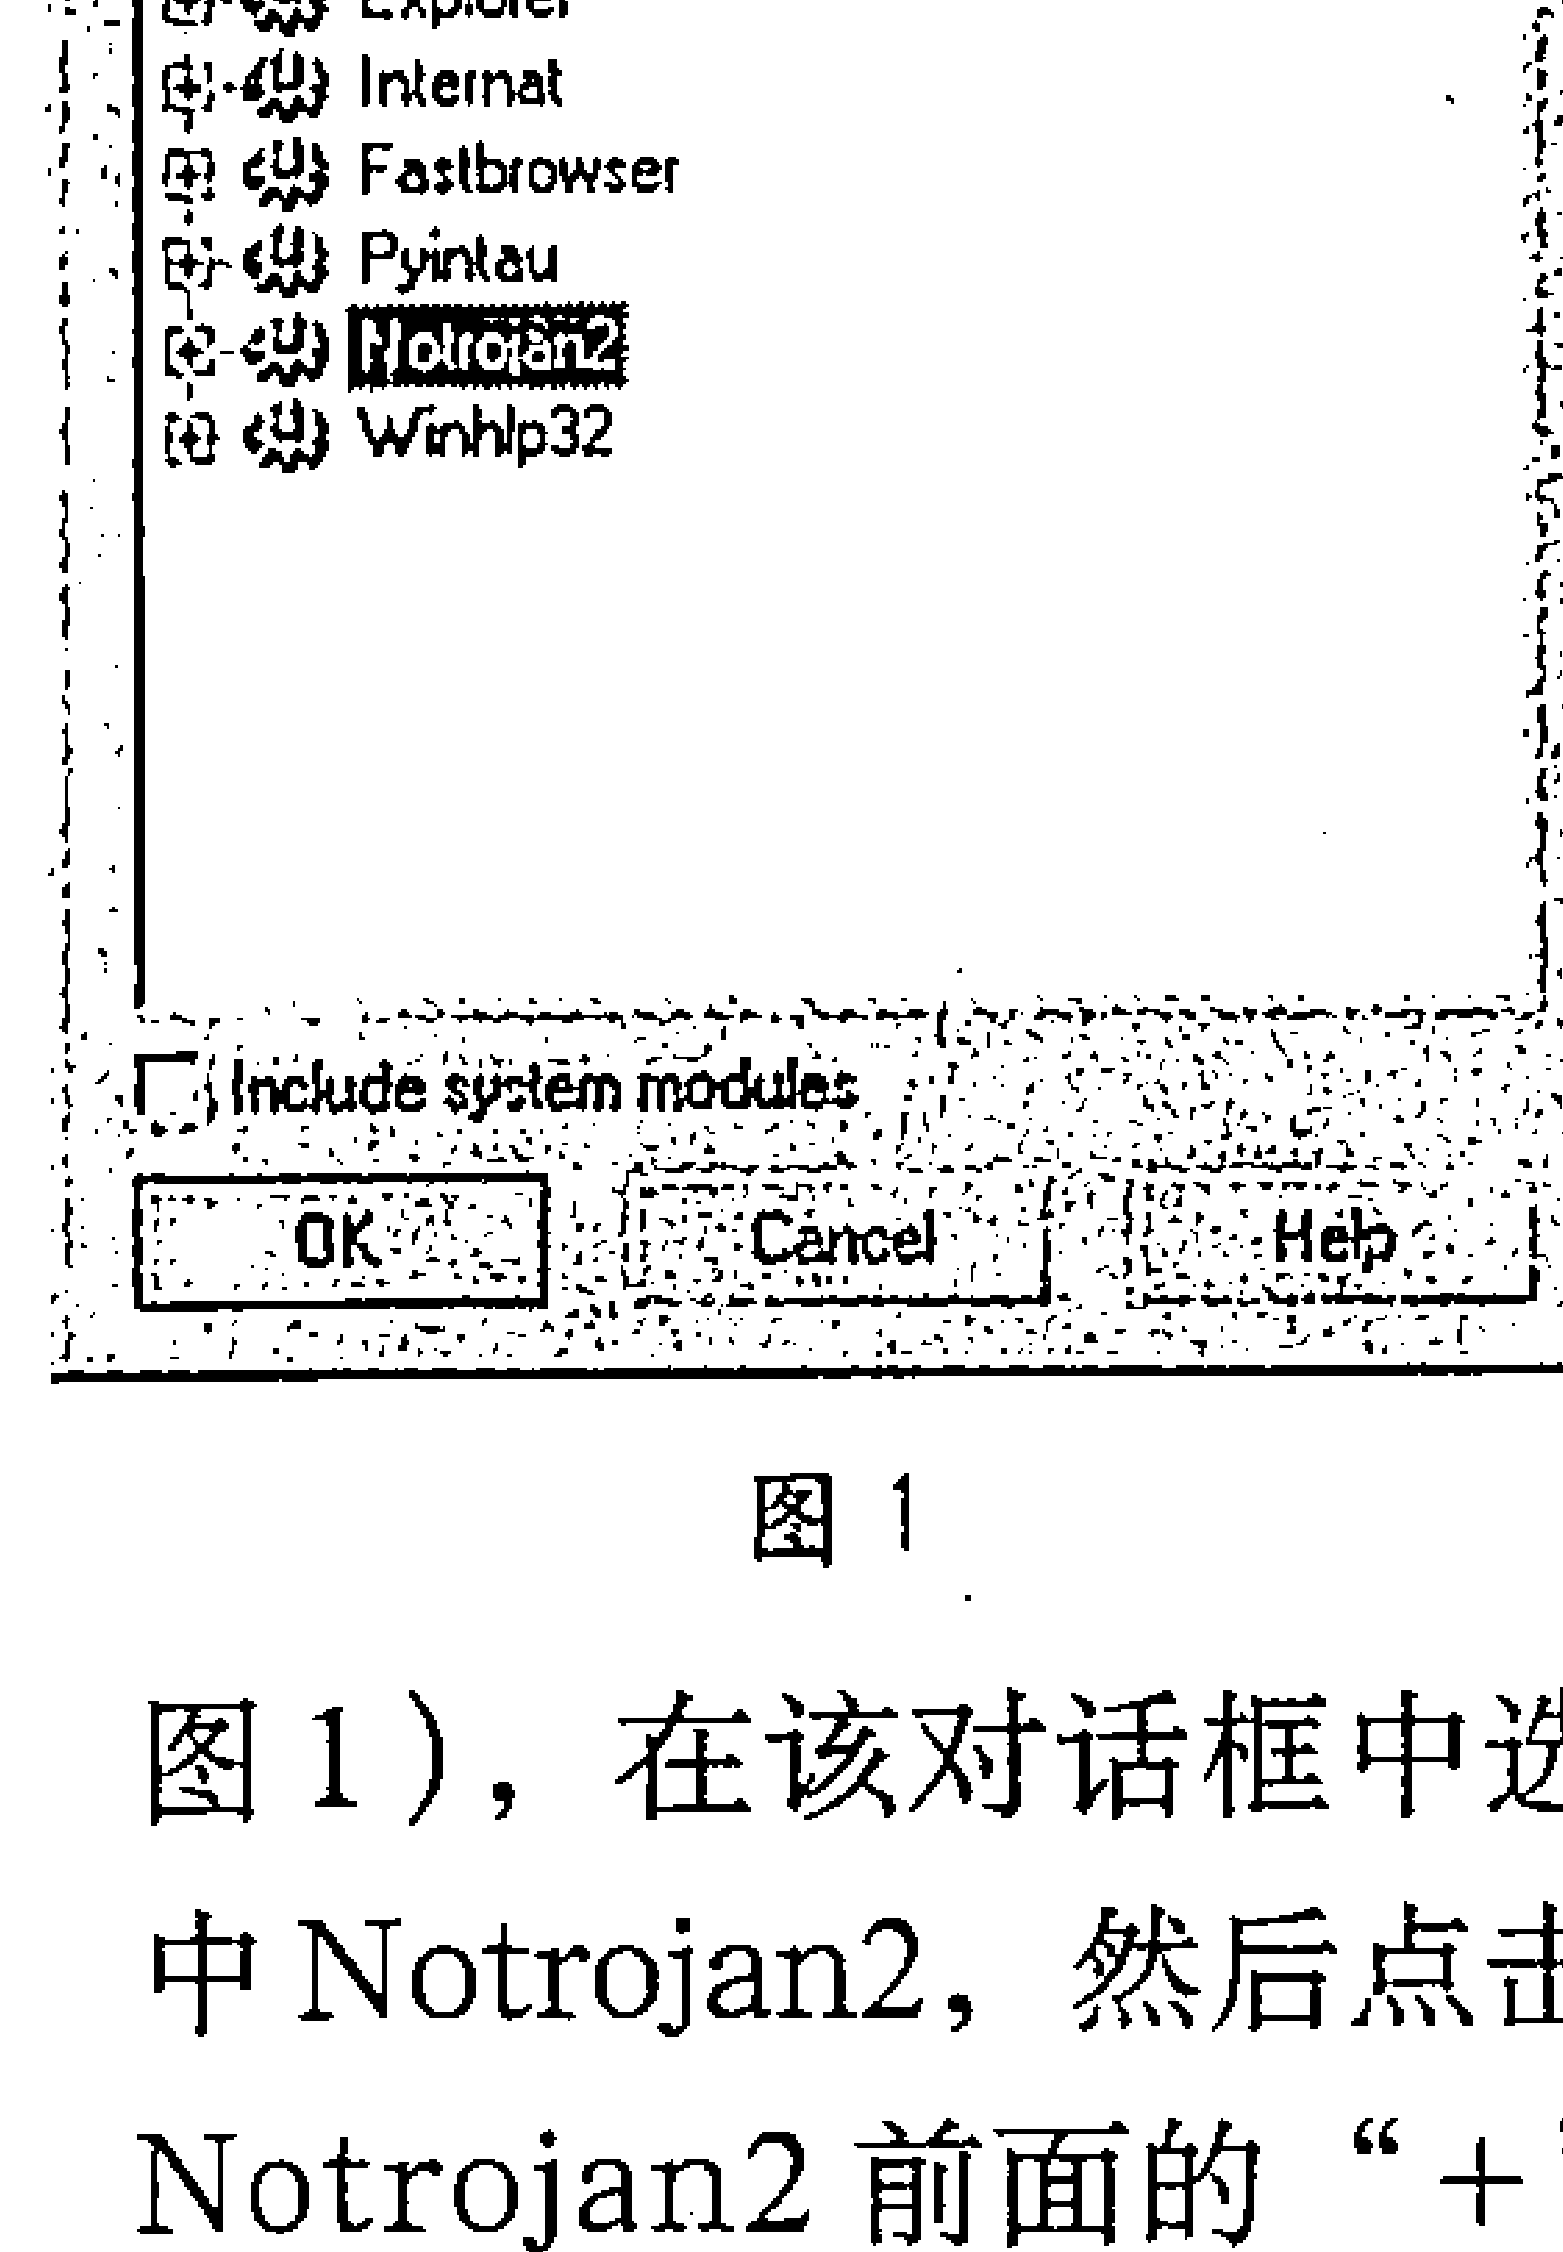 Explorer
Internat
Fastbrowser
Pyintau
Notrojan2
Winhlp32
Include system modules
OK Cancel Help
图 1
图1），在该对话框中选
中 Notrojan2，然后点击
Notrojan2 前面的“+”